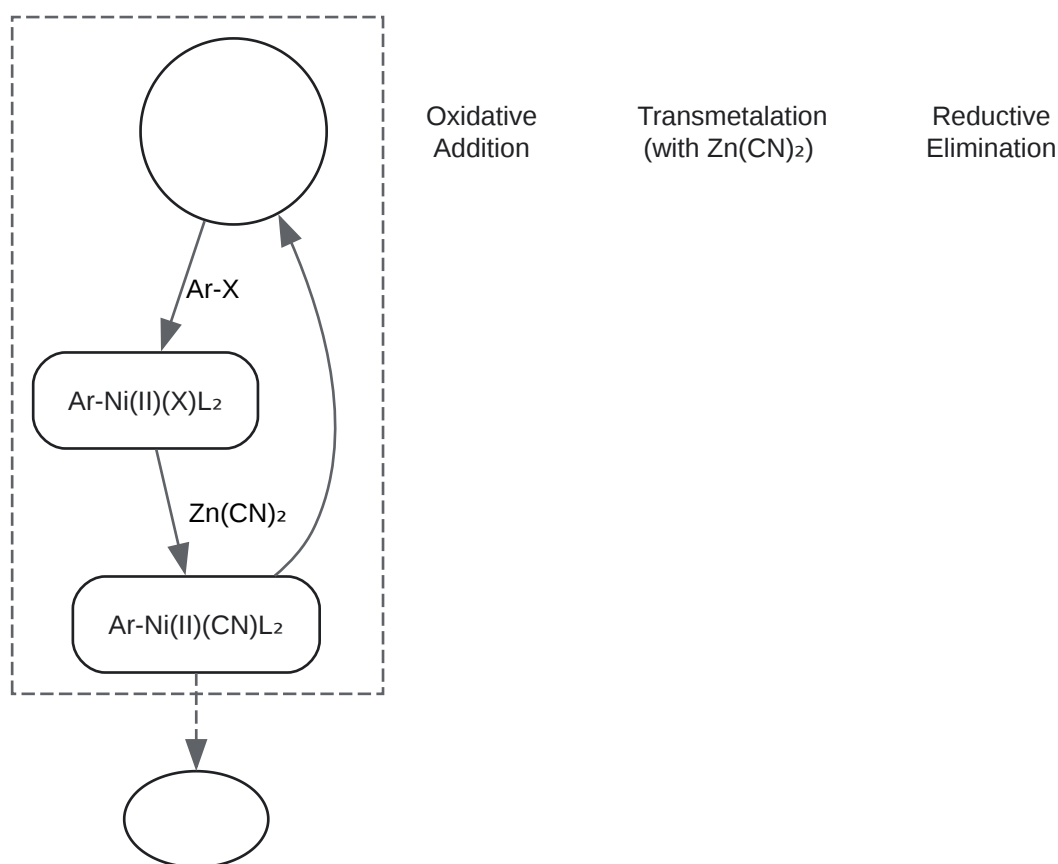 Oxidative
Addition
Transmetalation
(with Zn(CN)₂)
Reductive
Elimination
Ar-X
Ar-Ni(II)(X)L₂
Zn(CN)₂
Ar-Ni(II)(CN)L₂